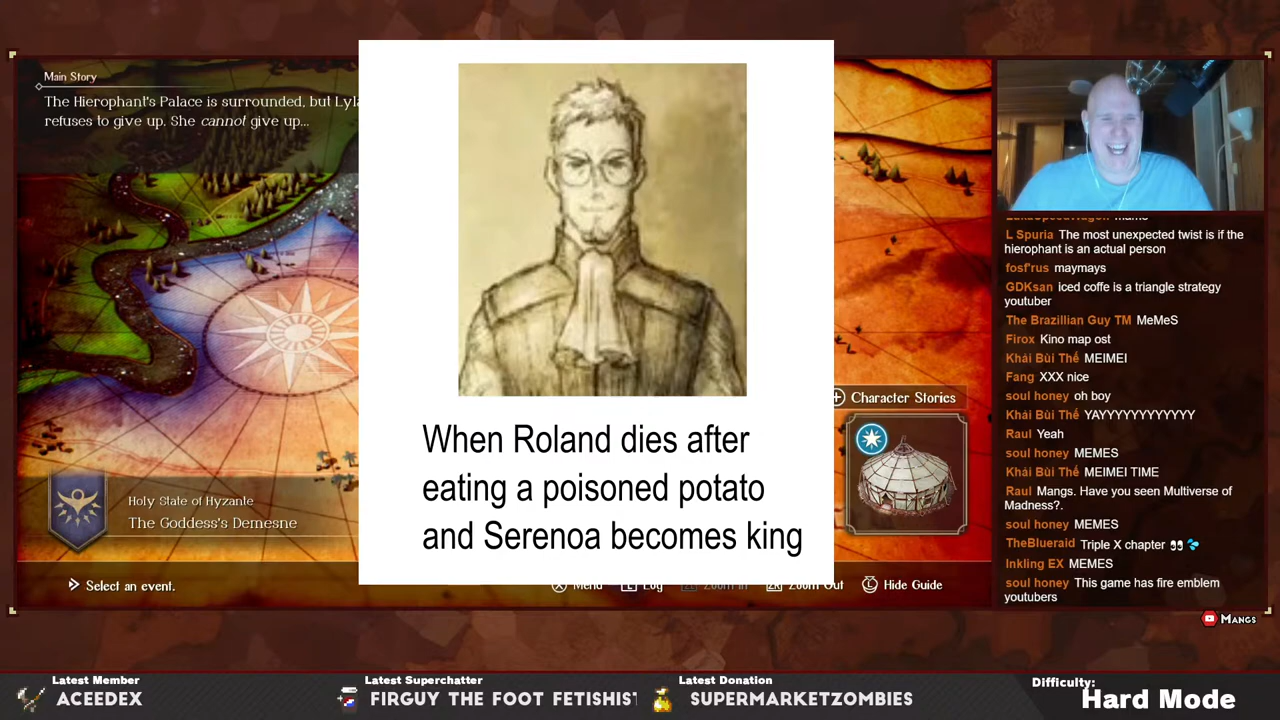 Main Story
The Hierophant's Palace is surrounded, but Lyla
refuses to give up. She cannot give up...
When Roland dies after
eating a poisoned potato
and Serenoa becomes king
Character Stories
Holy State of Hyzante
The Goddess's Demesne
Select an event.
Menu
Log
Zoom In
Zoom Out
Hide Guide
L Spuria The most unexpected twist is if the
hierophant is an actual person
fosf'rus maymays
GDKsan iced coffe is a triangle strategy
youtuber
The Brazillian Guy TM MeMeS
Firox Kino map ost
Khải Bùi Thế MEIMEI
Fang XXX nice
soul honey oh boy
Khải Bùi Thế YAYYYYYYYYYYYY
Raul Yeah
soul honey MEMES
Khải Bùi Thế MEIMEI TIME
Raul Mangs. Have you seen Multiverse of
Madness?.
soul honey MEMES
TheBlueraid Triple X chapter 👀 💦
Inkling EX MEMES
soul honey This game has fire emblem
youtubers
Mangs
Latest Member
ACEEDEX
Latest Superchatter
FIRGUY THE FOOT FETISHIST
Latest Donation
SUPERMARKETZOMBIES
Difficulty:
Hard Mode